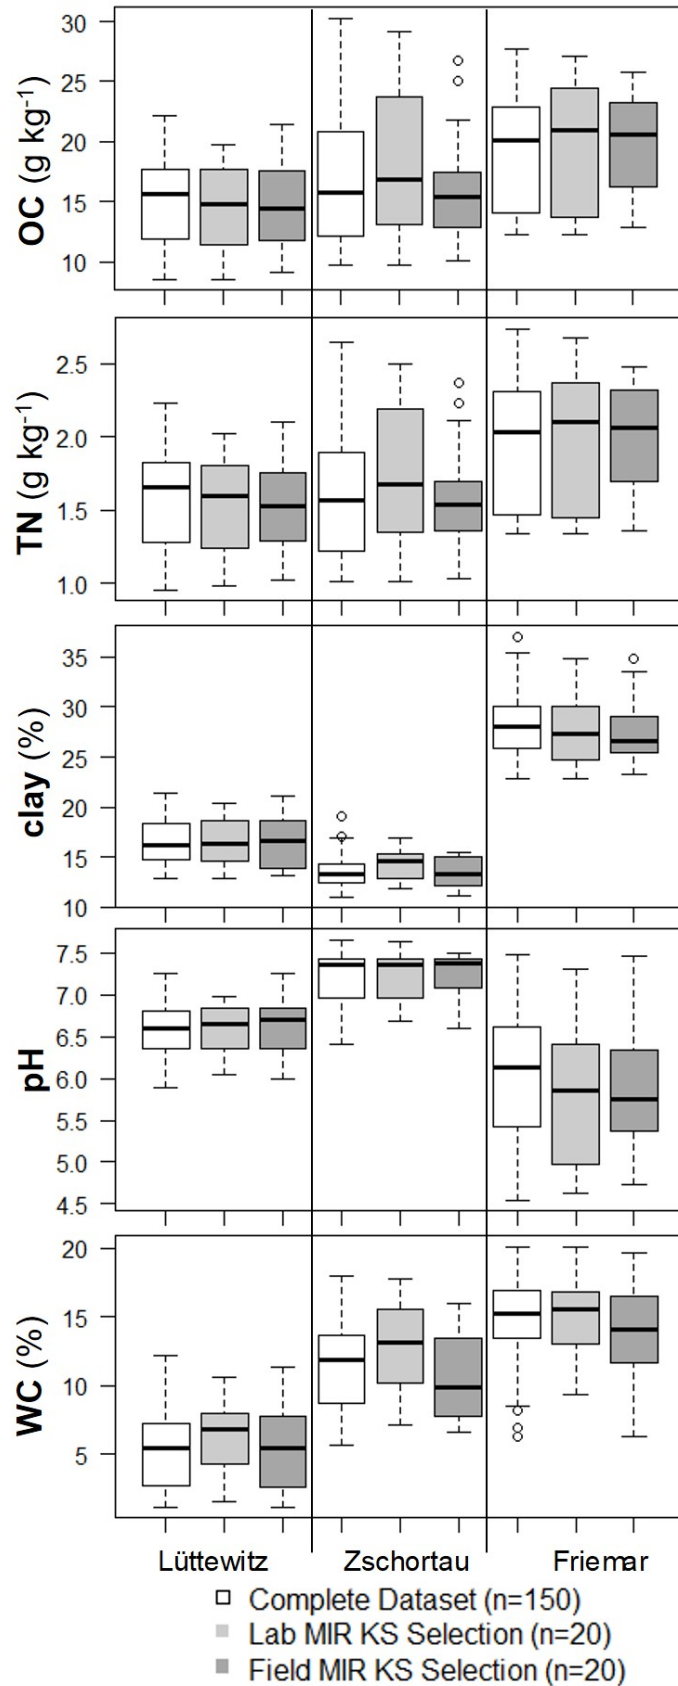 OC (g kg⁻¹)
30
25
20
15
10
TN (g kg⁻¹)
2.5
2.0
1.5
1.0
clay (%)
35
30
25
20
15
10
pH
7.5
7.0
6.5
6.0
5.5
5.0
4.5
WC (%)
20
15
10
5
Lüttewitz Zschortau Friemar
Complete Dataset (n=150)
Lab MIR KS Selection (n=20)
Field MIR KS Selection (n=20)